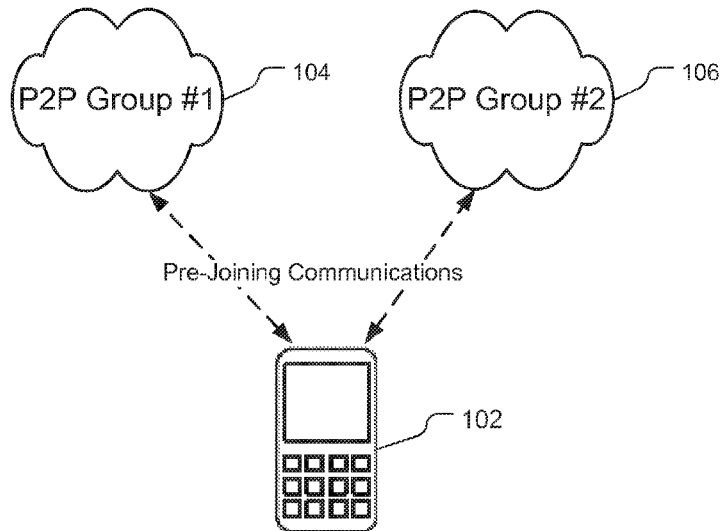 P2P Group #1
104
P2P Group #2
106
Pre-Joining Communications
102